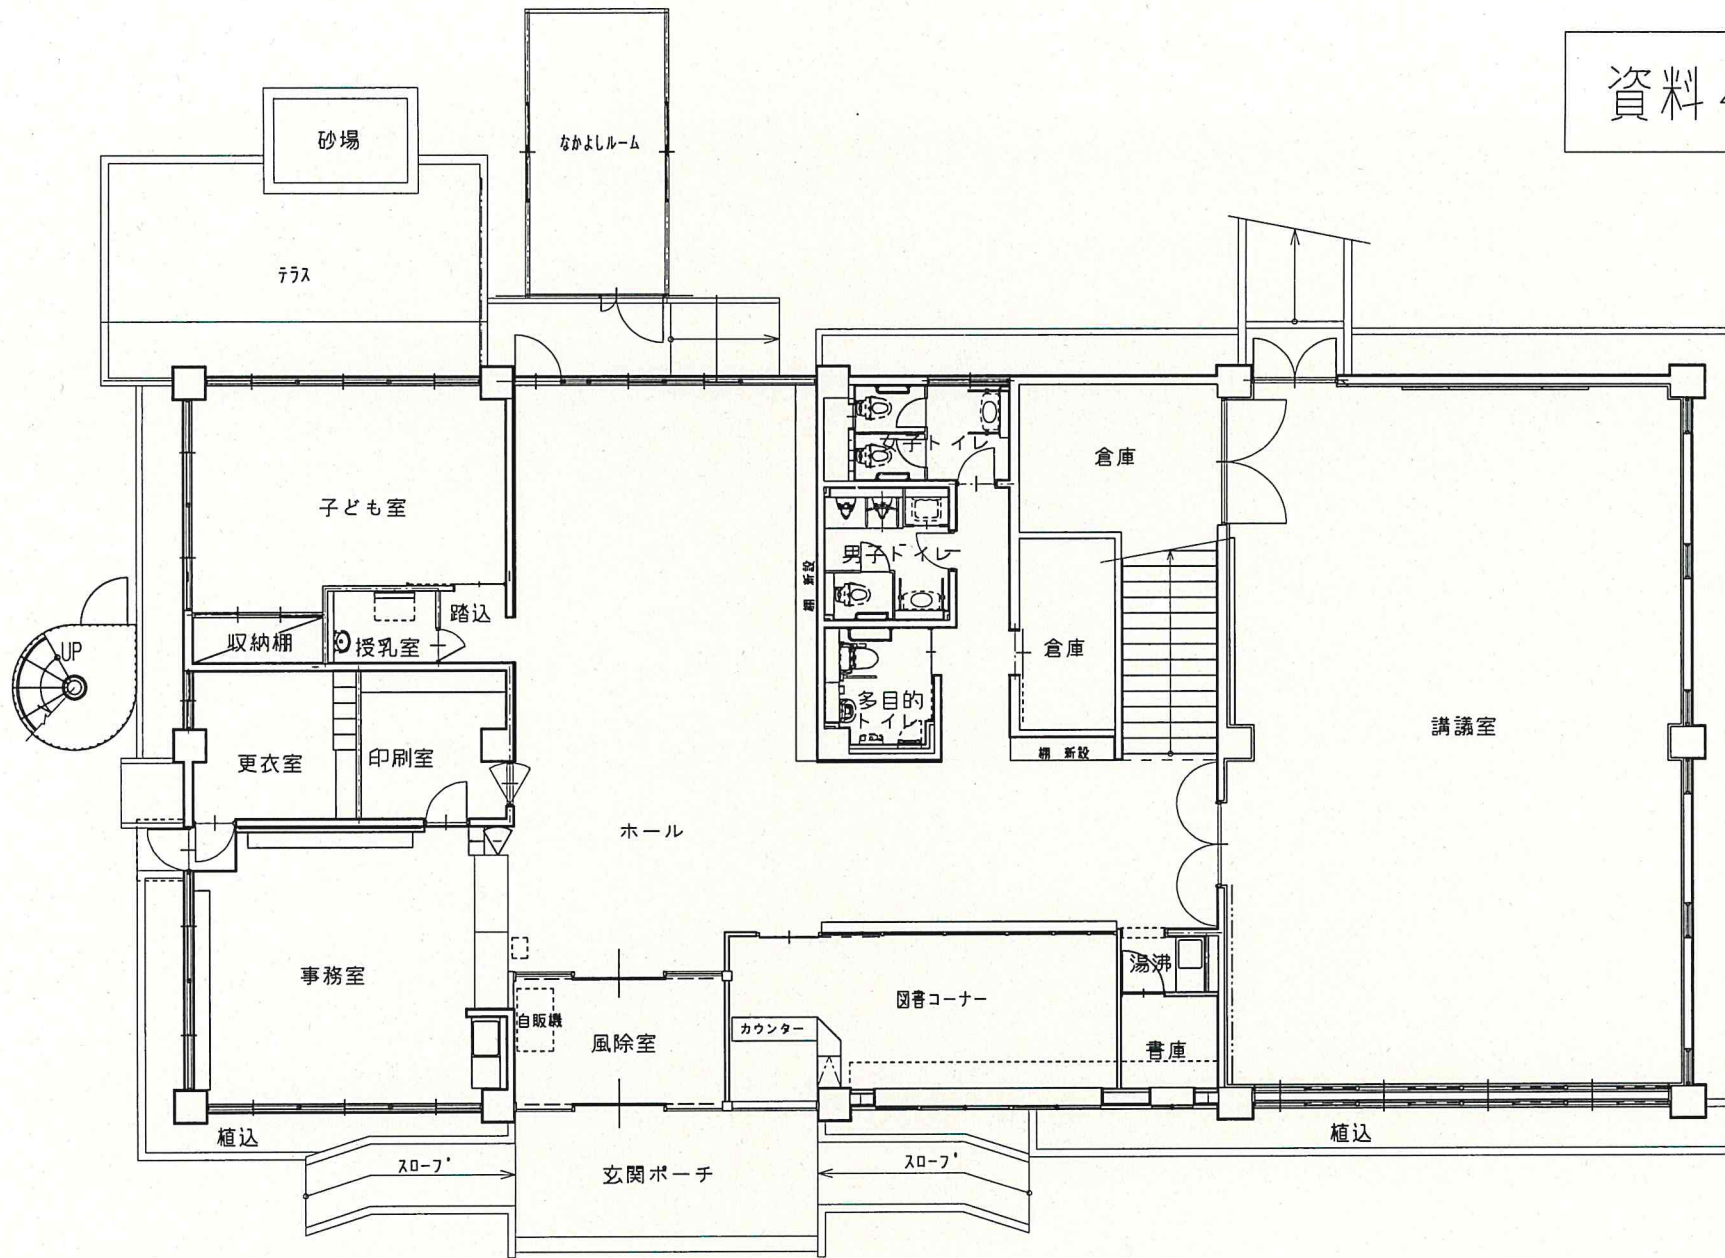 資料
砂場
なかよしルーム
テラス
女子トイレ
倉庫
子ども室
男子トイレ
棚 新設
踏込
収納棚
授乳室
倉庫
UP
多目的
トイレ
講議室
更衣室
印刷室
棚 新設
ホール
湯沸
事務室
図書コーナー
自販機
カウンター
風除室
書庫
植込
植込
スロープ
玄関ポーチ
スロープ